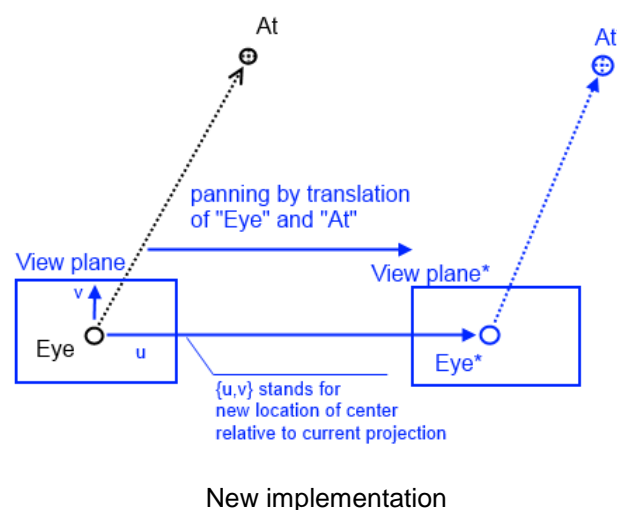 At
At
panning by translation
of "Eye" and "At"
View plane
View plane*
v
Eye
u
Eye*
{u,v} stands for
new location of center
relative to current projection
New implementation